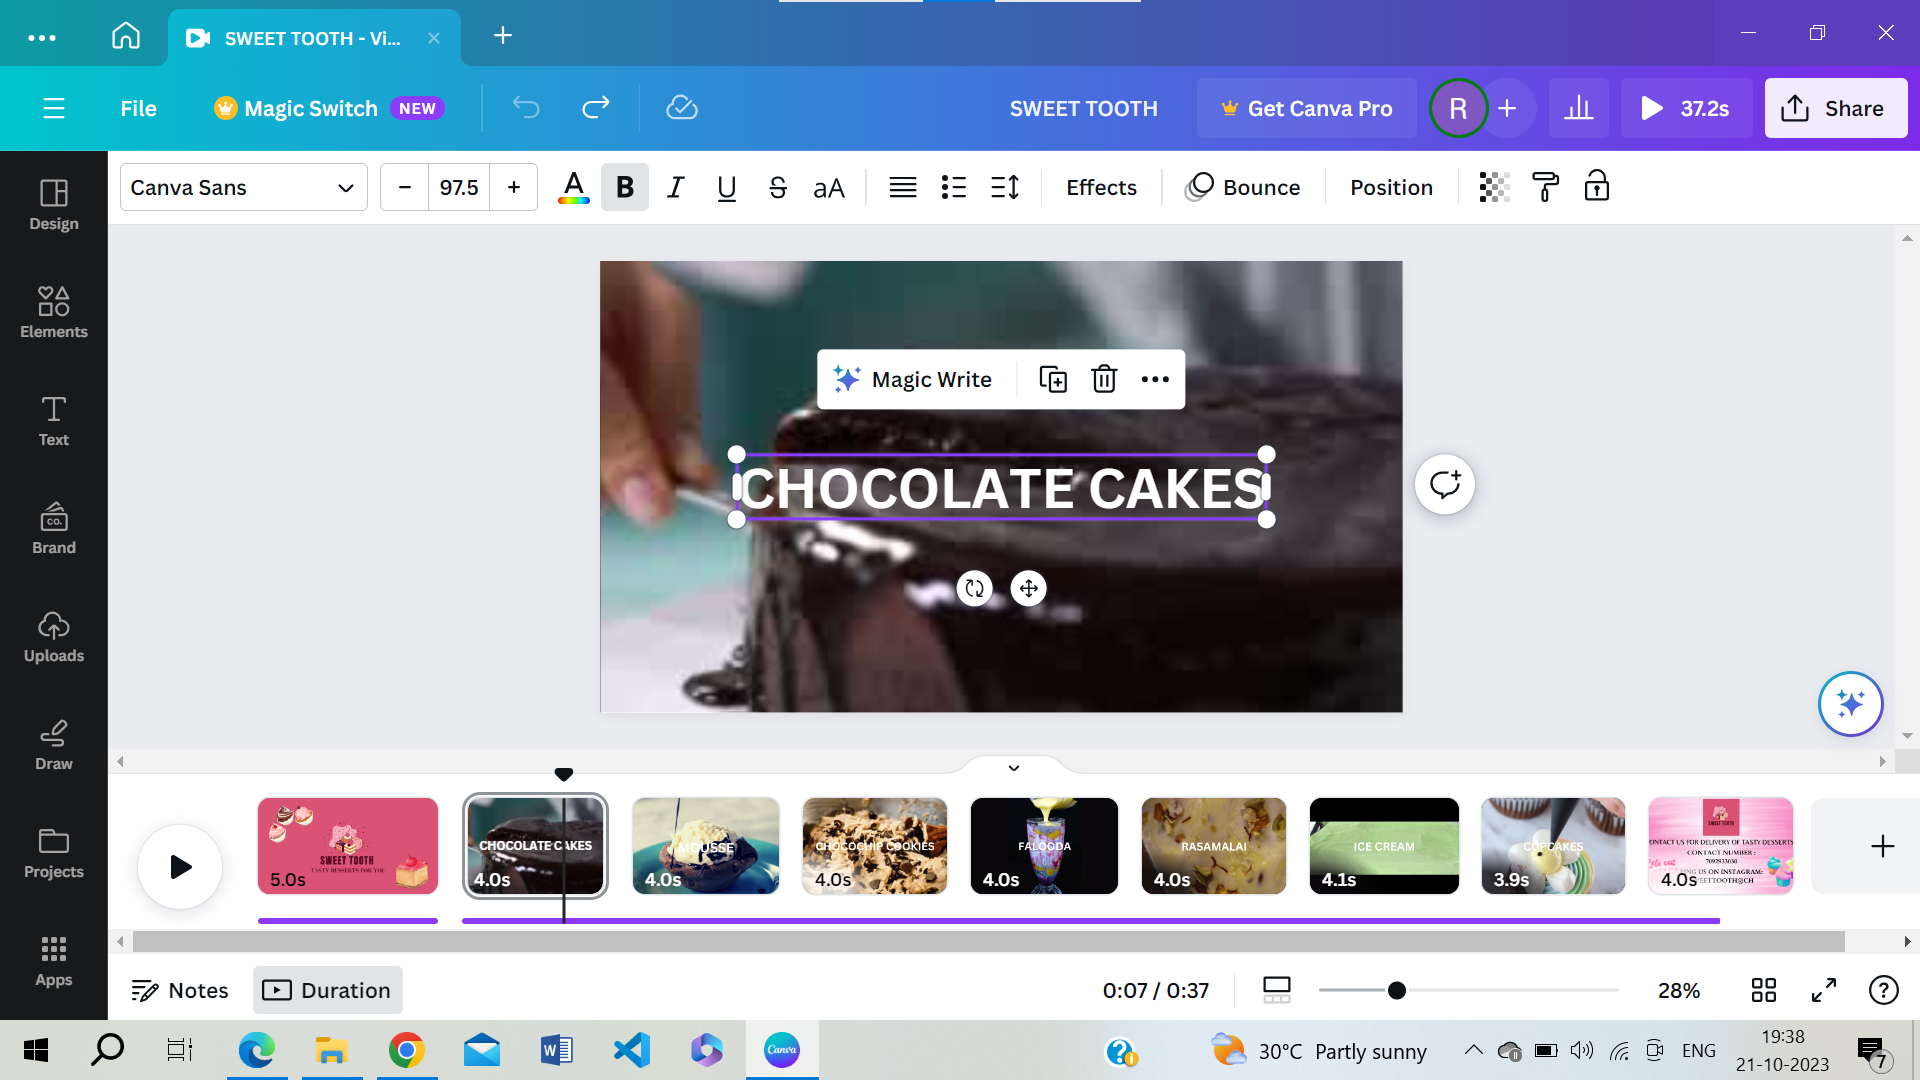 SWEET TOOTH - Vi...
File
Magic Switch NEW
SWEET TOOTH
Get Canva Pro
R
37.2s
Share
Canva Sans
97.5
A
B I U S aA
Effects
Bounce
Position
Design
Elements
Text
Brand
Uploads
Draw
Projects
Apps
Magic Write
CHOCOLATE CAKES
SWEET TOOTH
TASTY DESSERTS FOR YOU
5.0s
CHOCOLATE CAKES
4.0s
MOUSSE
4.0s
CHOCOCHIP COOKIES
4.0s
FALOODA
4.0s
RASAMALAI
4.0s
ICE CREAM
4.1s
CUPCAKES
3.9s
SWEET TOOTH
CONTACT US FOR DELIVERY OF TASTY DESSERTS
CONTACT NUMBER :
4.0s
Notes
Duration
0:07 / 0:37
28%
Canva
30°C Partly sunny
ENG
19:38
21-10-2023
7